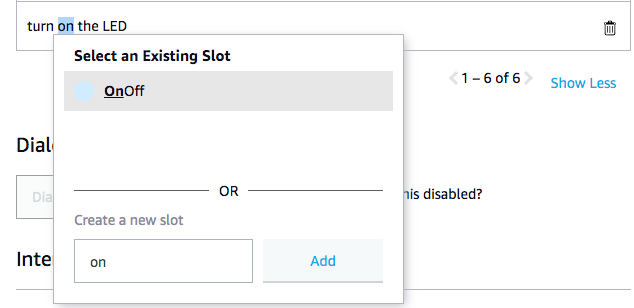 turn on the LED
Select an Existing Slot
OnOff
1 – 6 of 6
Show Less
Dial
OR
Dia
his disabled?
Create a new slot
on
Add
Inte